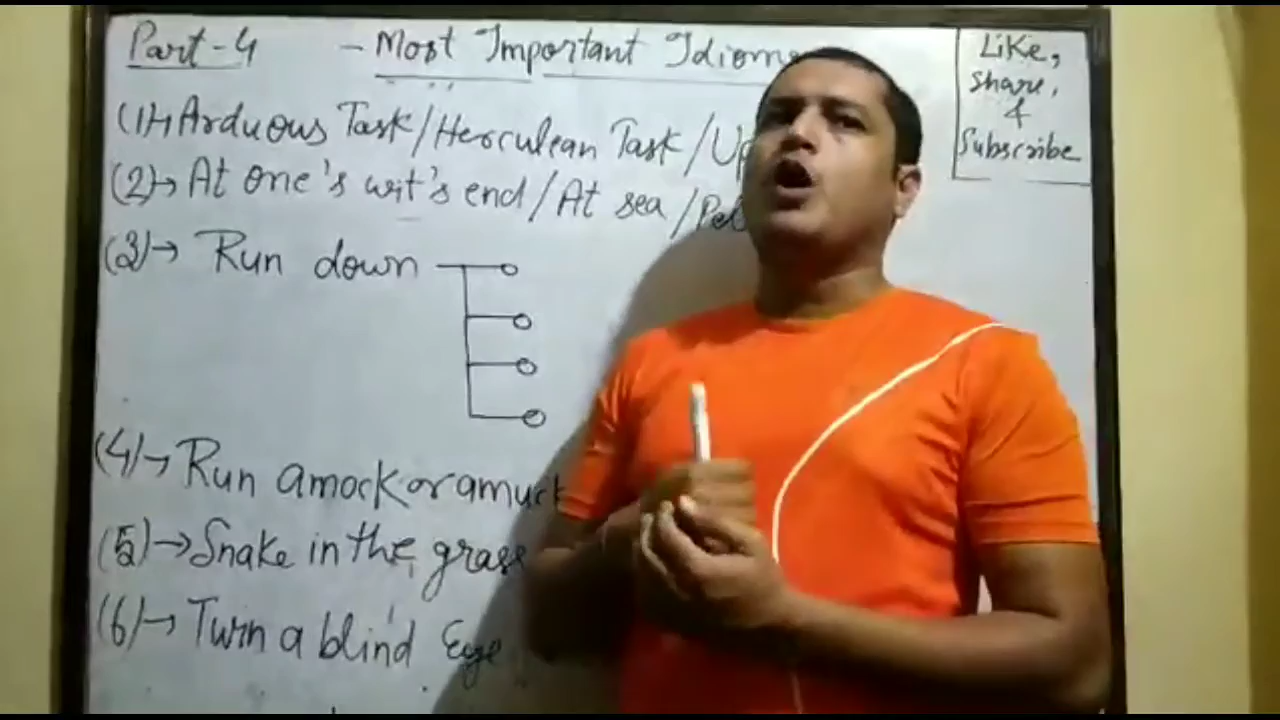 Part-4 - Most Important Idioms
(1)→ Arduous Task/Herculean Task/Up
(2)→ At one's wit's end/At sea/
(3)→ Run down
(4)→ Run amock or amuck
(5)→ Snake in the grass
(6)→ Turn a blind Eye
Like,
Share,
&
Subscribe